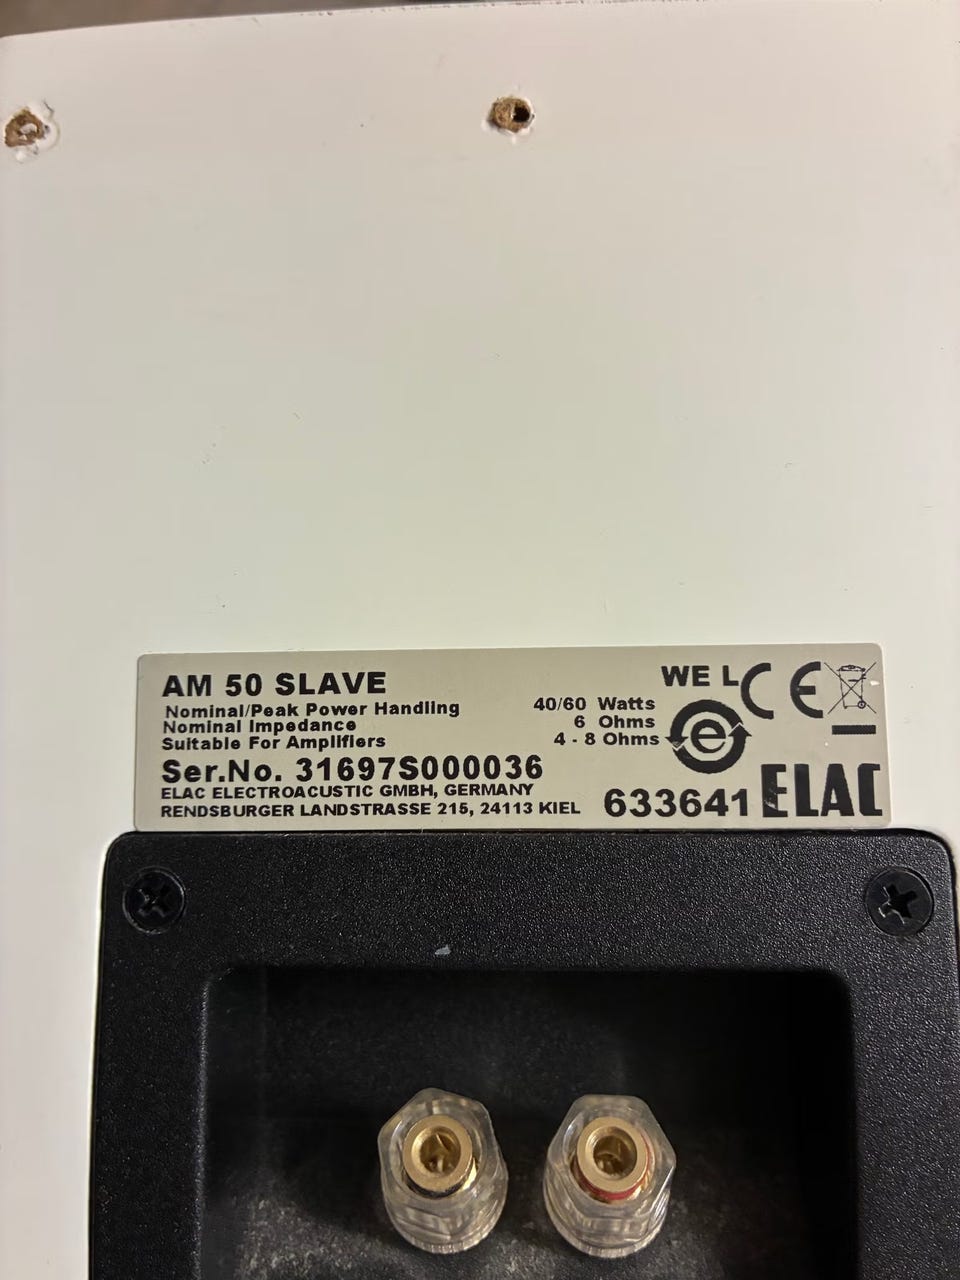 AM 50 SLAVE
Nominal/Peak Power Handling 40/60 Watts
Nominal Impedance 6 Ohms
Suitable For Amplifiers 4 - 8 Ohms
WE L
CE
e
Ser.No. 31697S000036
ELAC ELECTROACUSTIC GMBH, GERMANY
RENDSBURGER LANDSTRASSE 215, 24113 KIEL
633641
ELAC